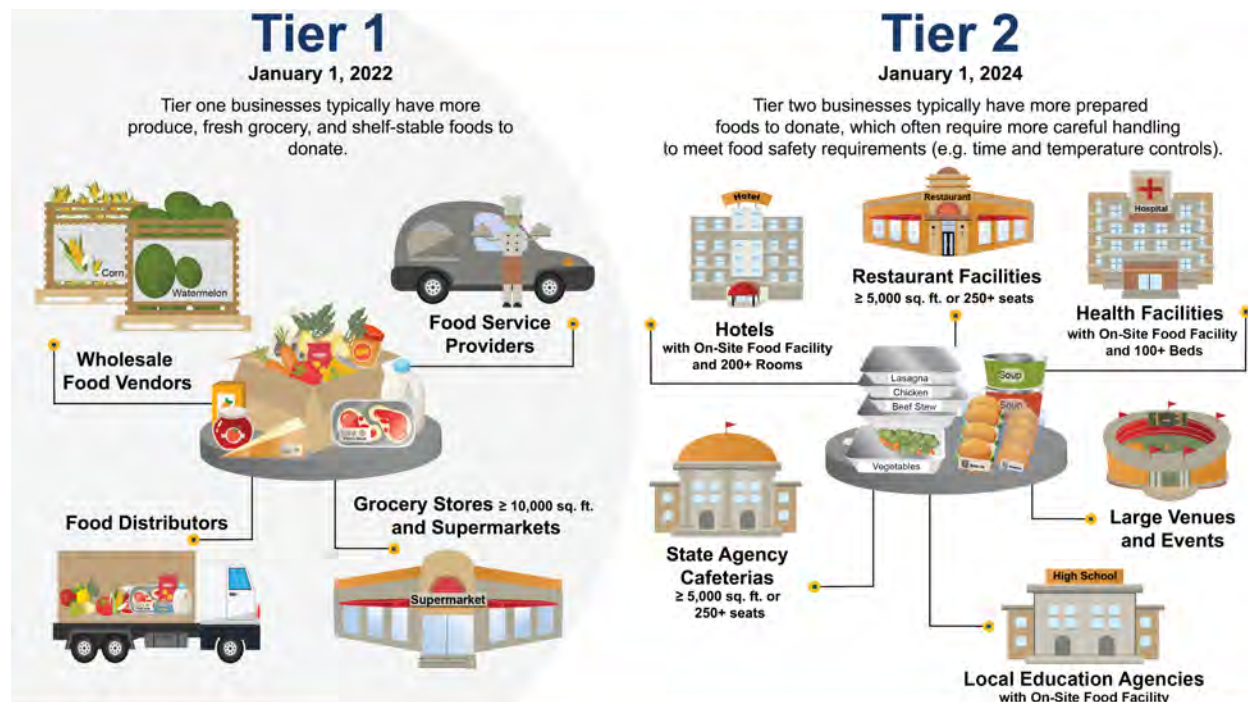 Tier 1
January 1, 2022
Tier one businesses typically have more
produce, fresh grocery, and shelf-stable foods to
donate.
Corn
Watermelon
Wholesale
Food Vendors
Food Service
Providers
Food Distributors
Grocery Stores ≥ 10,000 sq. ft.
and Supermarkets
Supermarket
Tier 2
January 1, 2024
Tier two businesses typically have more prepared
foods to donate, which often require more careful handling
to meet food safety requirements (e.g. time and temperature controls).
Hotel
Hotels
with On-Site Food Facility
and 200+ Rooms
Restaurant
Restaurant Facilities
≥ 5,000 sq. ft. or 250+ seats
Hospital
Health Facilities
with On-Site Food Facility
and 100+ Beds
Lasagna
Chicken
Beef Stew
Vegetables
Soup
Soup
State Agency
Cafeterias
≥ 5,000 sq. ft. or
250+ seats
Large Venues
and Events
High School
Local Education Agencies
with On-Site Food Facility